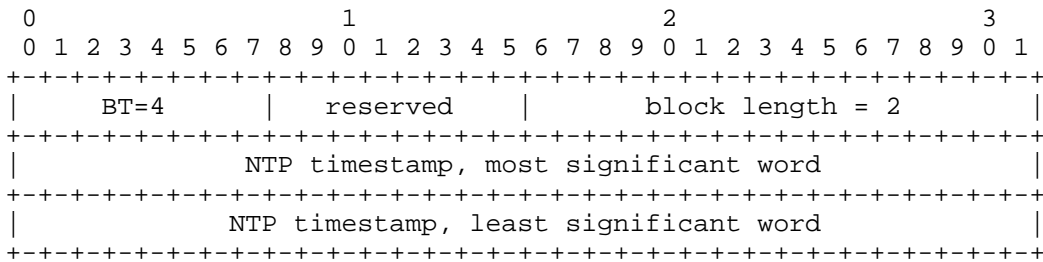 0                   1                   2                   3
 0 1 2 3 4 5 6 7 8 9 0 1 2 3 4 5 6 7 8 9 0 1 2 3 4 5 6 7 8 9 0 1
+-+-+-+-+-+-+-+-+-+-+-+-+-+-+-+-+-+-+-+-+-+-+-+-+-+-+-+-+-+-+-+-+
|     BT=4      |   reserved    |       block length = 2        |
+-+-+-+-+-+-+-+-+-+-+-+-+-+-+-+-+-+-+-+-+-+-+-+-+-+-+-+-+-+-+-+-+
|              NTP timestamp, most significant word             |
+-+-+-+-+-+-+-+-+-+-+-+-+-+-+-+-+-+-+-+-+-+-+-+-+-+-+-+-+-+-+-+-+
|             NTP timestamp, least significant word             |
+-+-+-+-+-+-+-+-+-+-+-+-+-+-+-+-+-+-+-+-+-+-+-+-+-+-+-+-+-+-+-+-+